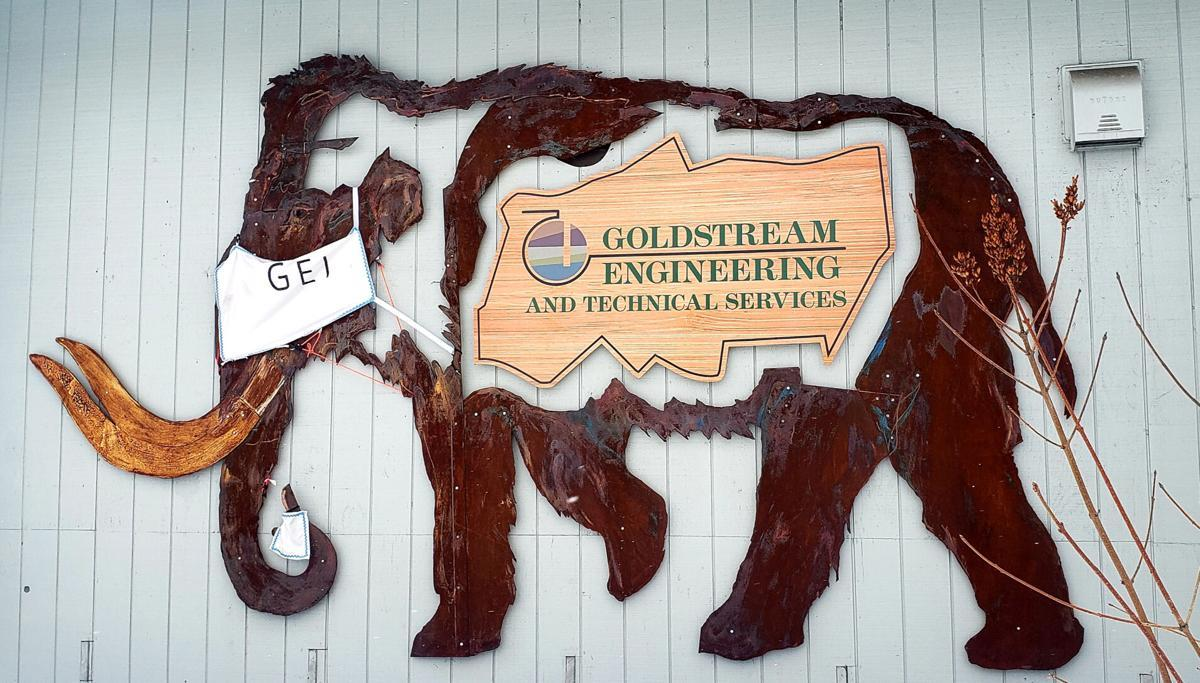 GEI
GOLDSTREAM
ENGINEERING
AND TECHNICAL SERVICES